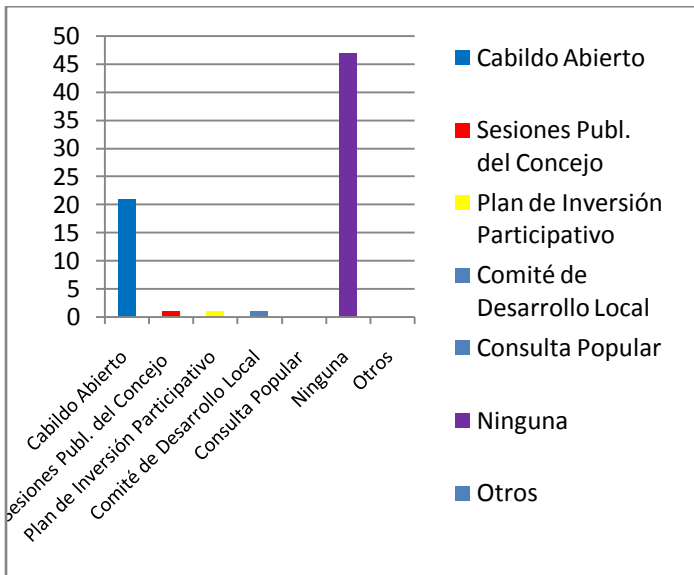 50
45
40
35
30
25
20
15
10
5
0
Cabildo Abierto
Sesiones Publ. del Concejo
Plan de Inversión Participativo
Comité de Desarrollo Local
Consulta Popular
Ninguna
Otros
Cabildo Abierto
Sesiones Publ.
del Concejo
Plan de Inversión
Participativo
Comité de
Desarrollo Local
Consulta Popular
Ninguna
Otros